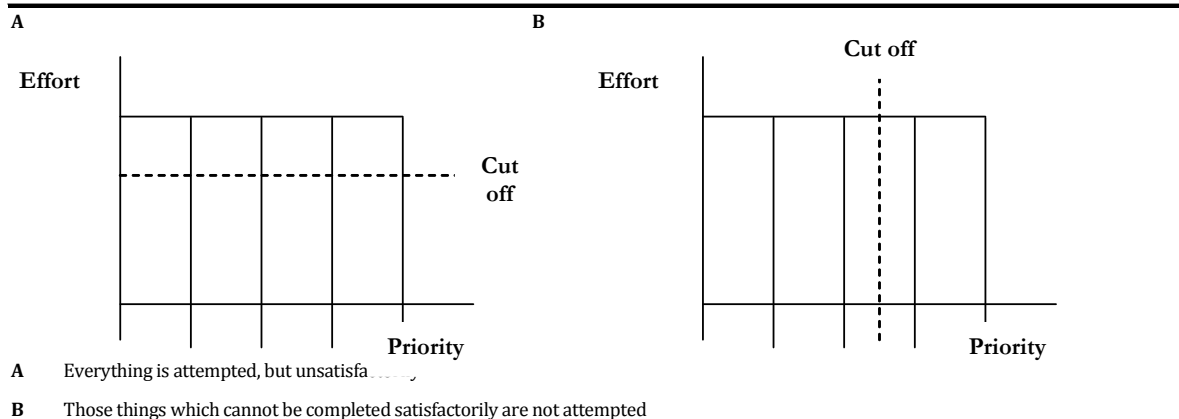 A
B
Cut off
Effort
Effort
Cut
off
Priority
Priority
A Everything is attempted, but
B Those things which cannot be completed satisfactorily are not attempted